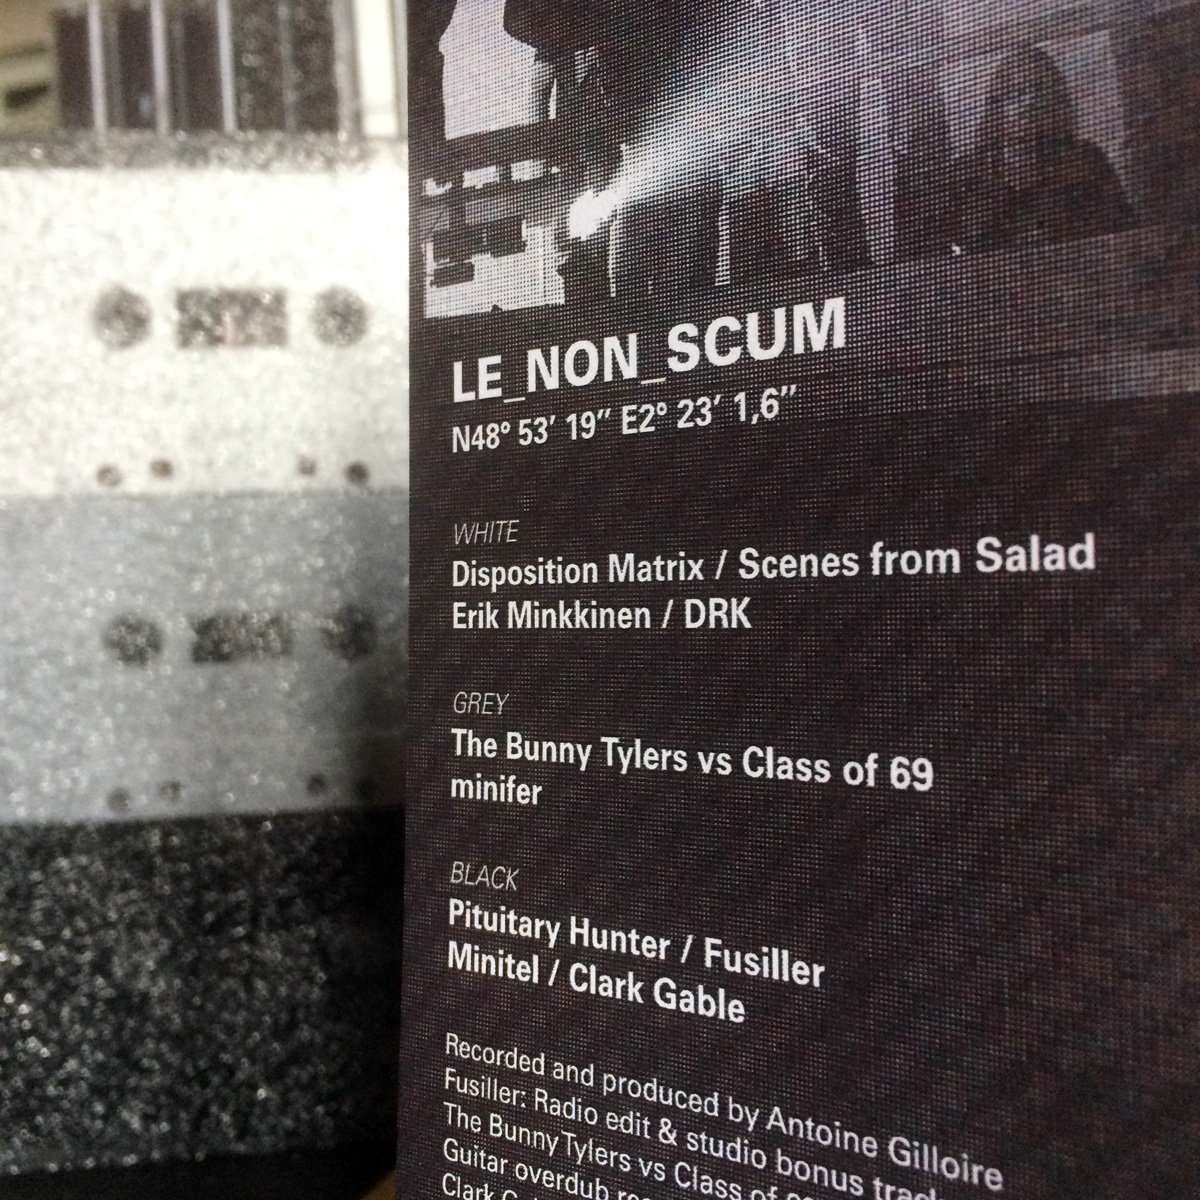 LE_NON_SCUM
N48° 53′ 19″ E2° 23′ 1,6″
WHITE
Disposition Matrix / Scenes from Salad
Erik Minkkinen / DRK
GREY
The Bunny Tylers vs Class of 69
minifer
BLACK
Pituitary Hunter / Fusiller
Minitel / Clark Gable
Recorded and produced by Antoine Gilloire
Fusiller: Radio edit & studio bonus
The Bunny Tylers vs Class of
Guitar overdub
Clark